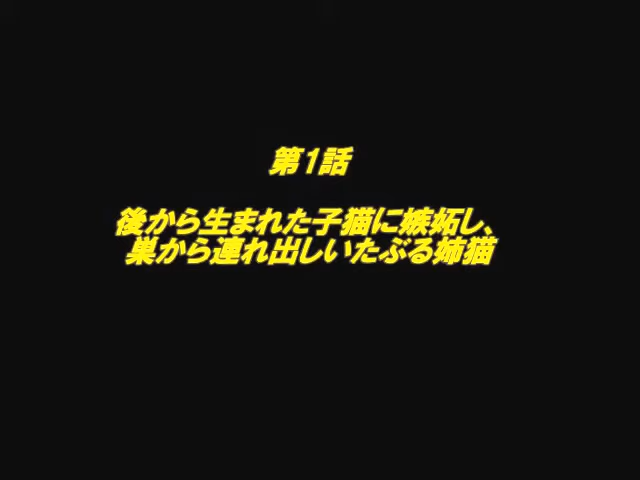 第1話
後から生まれた子猫に嫉妬し、
巣から連れ出しいたぶる姉猫